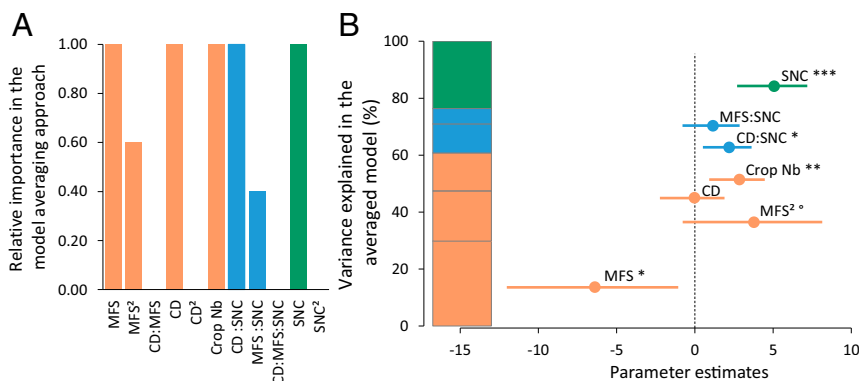 A
Relative importance in the
model averaging approach
1.00
0.80
0.60
0.40
0.20
0.00
MFS
MFS²
CD:MFS
CD
CD²
Crop Nb
CD :SNC
MFS :SNC
CD:MFS:SNC
SNC
SNC²
B
Variance explained in the
averaged model (%)
100
80
60
40
20
0
SNC ***
MFS:SNC
CD:SNC *
Crop Nb **
CD
MFS² °
MFS *
-15
-10
-5
0
5
10
Parameter estimates